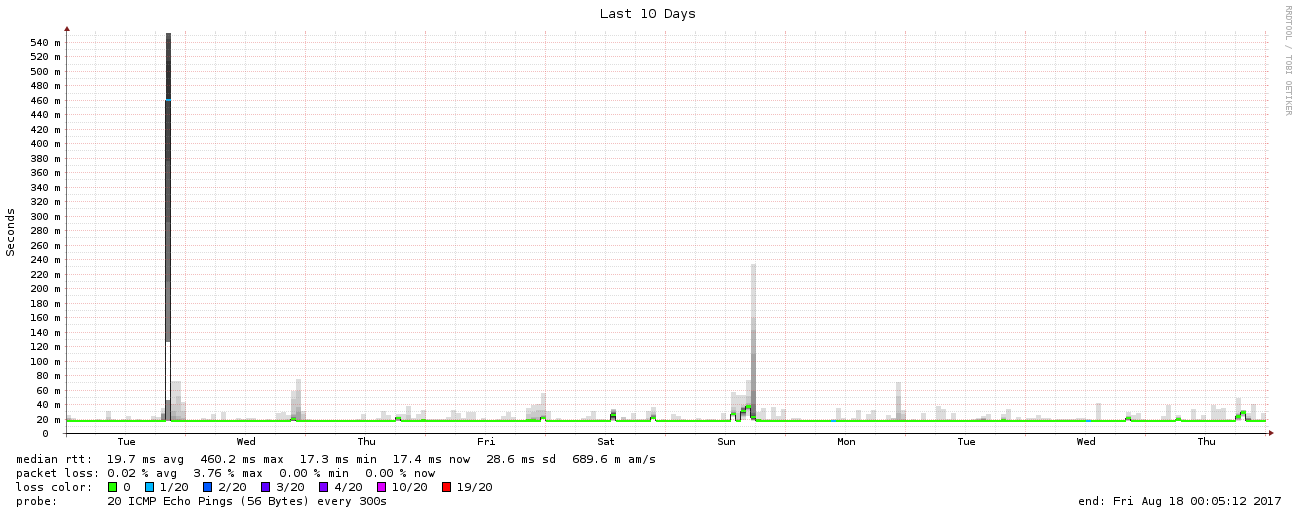 Last 10 Days
RRDTOOL / TOBI OETIKER
Seconds
540 m
520 m
500 m
480 m
460 m
440 m
420 m
400 m
380 m
360 m
340 m
320 m
300 m
280 m
260 m
240 m
220 m
200 m
180 m
160 m
140 m
120 m
100 m
80 m
60 m
40 m
20 m
0
Tue Wed Thu Fri Sat Sun Mon Tue Wed Thu
median rtt: 19.7 ms avg 460.2 ms max 17.3 ms min 17.4 ms now 28.6 ms sd 689.6 m am/s
packet loss: 0.02 % avg 3.76 % max 0.00 % min 0.00 % now
loss color: 0 1/20 2/20 3/20 4/20 10/20 19/20
probe: 20 ICMP Echo Pings (56 Bytes) every 300s end: Fri Aug 18 00:05:12 2017